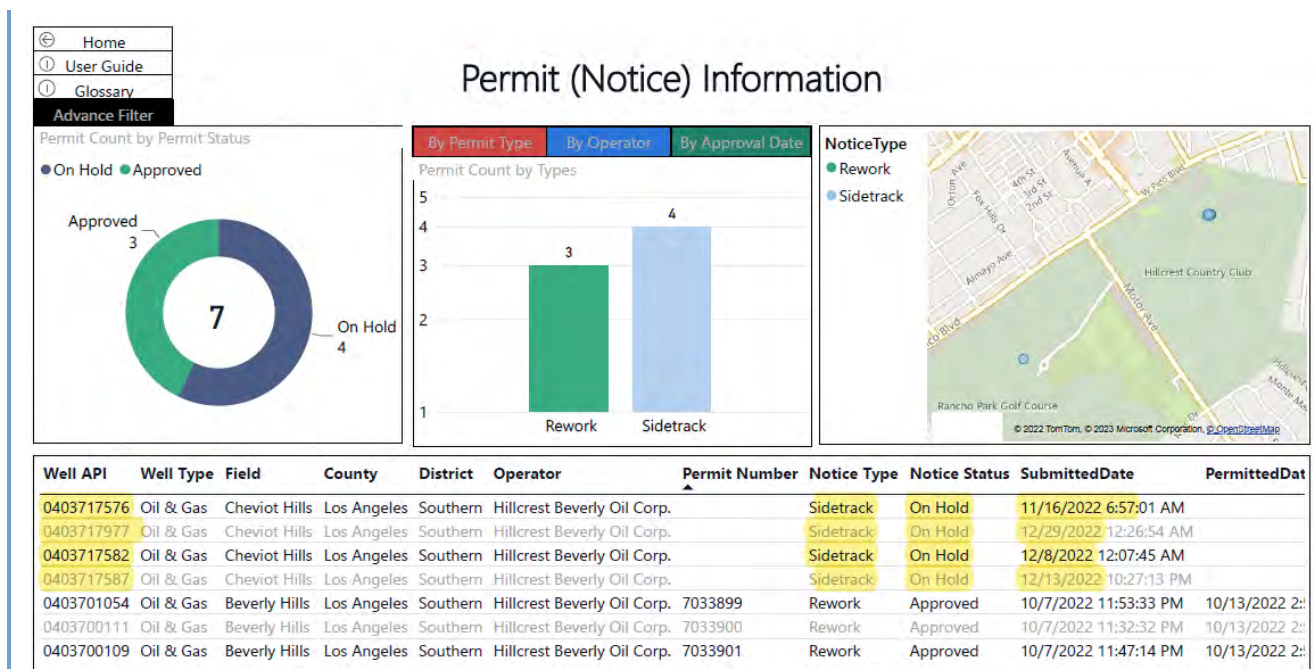 Home
User Guide
Glossary
Advance Filter
Permit (Notice) Information
Permit Count by Permit Status
On Hold Approved
Approved
3
7
On Hold
4
By Permit Type By Operator By Approval Date
Permit Count by Types
5
4
3
2
1
3
4
Rework Sidetrack
NoticeType
Rework
Sidetrack
Orton Ave
Fox Hills Dr
4th St
3rd St
2nd St
Avenue A
W Pico Blvd
Almayo Ave
Motor Ave
Hillcrest Country Club
Rancho Park Golf Course
© 2022 TomTom, © 2023 Microsoft Corporation, © OpenStreetMap
Well API Well Type Field County District Operator Permit Number Notice Type Notice Status SubmittedDate PermittedDat
0403717576 Oil & Gas Cheviot Hills Los Angeles Southern Hillcrest Beverly Oil Corp. Sidetrack On Hold 11/16/2022 6:57:01 AM
0403717977 Oil & Gas Cheviot Hills Los Angeles Southern Hillcrest Beverly Oil Corp. Sidetrack On Hold 12/29/2022 12:26:54 AM
0403717582 Oil & Gas Cheviot Hills Los Angeles Southern Hillcrest Beverly Oil Corp. Sidetrack On Hold 12/8/2022 12:07:45 AM
0403717587 Oil & Gas Cheviot Hills Los Angeles Southern Hillcrest Beverly Oil Corp. Sidetrack On Hold 12/13/2022 10:27:13 PM
0403701054 Oil & Gas Beverly Hills Los Angeles Southern Hillcrest Beverly Oil Corp. 7033899 Rework Approved 10/7/2022 11:53:33 PM 10/13/2022 2:
0403700111 Oil & Gas Beverly Hills Los Angeles Southern Hillcrest Beverly Oil Corp. 7033900 Rework Approved 10/7/2022 11:32:32 PM 10/13/2022 2:
0403700109 Oil & Gas Beverly Hills Los Angeles Southern Hillcrest Beverly Oil Corp. 7033901 Rework Approved 10/7/2022 11:47:14 PM 10/13/2022 2: